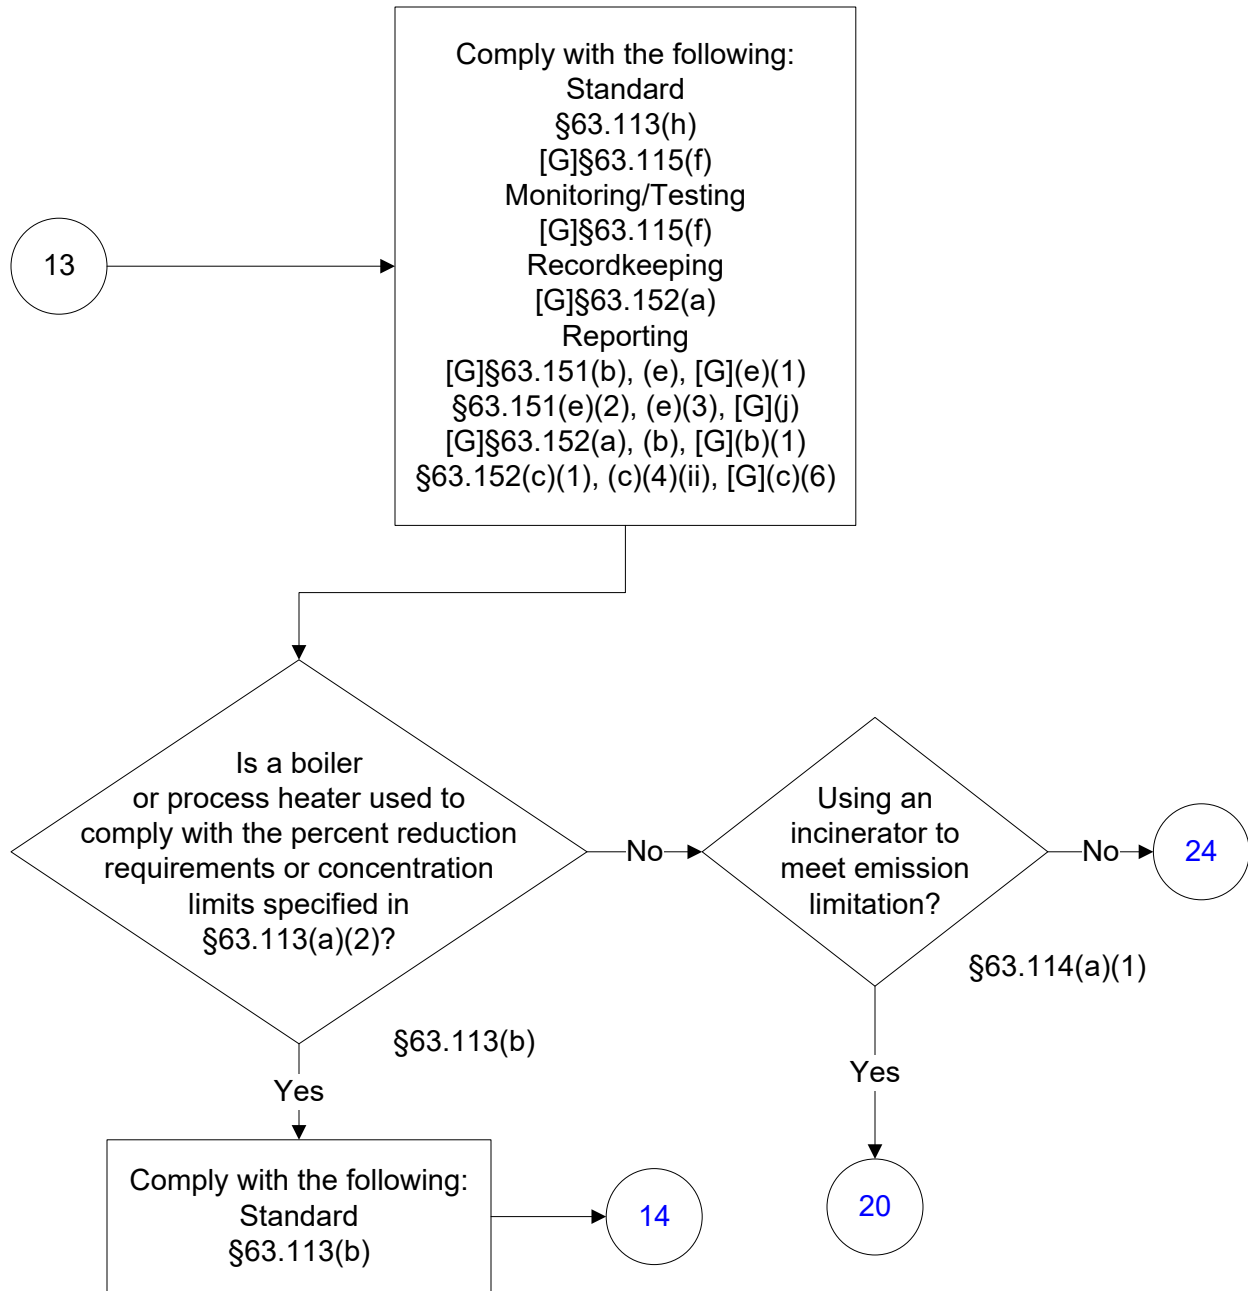 Comply with the following:
Standard
§63.113(h)
[G]§63.115(f)
Monitoring/Testing
[G]§63.115(f)
Recordkeeping
[G]§63.152(a)
Reporting
[G]§63.151(b), (e), [G](e)(1)
§63.151(e)(2), (e)(3), [G](j)
[G]§63.152(a), (b), [G](b)(1)
§63.152(c)(1), (c)(4)(ii), [G](c)(6)
13
Is a boiler
or process heater used to
comply with the percent reduction
requirements or concentration
limits specified in
§63.113(a)(2)?
No
Using an
incinerator to
meet emission
limitation?
No
24
§63.114(a)(1)
§63.113(b)
Yes
Yes
Comply with the following:
Standard
§63.113(b)
14
20